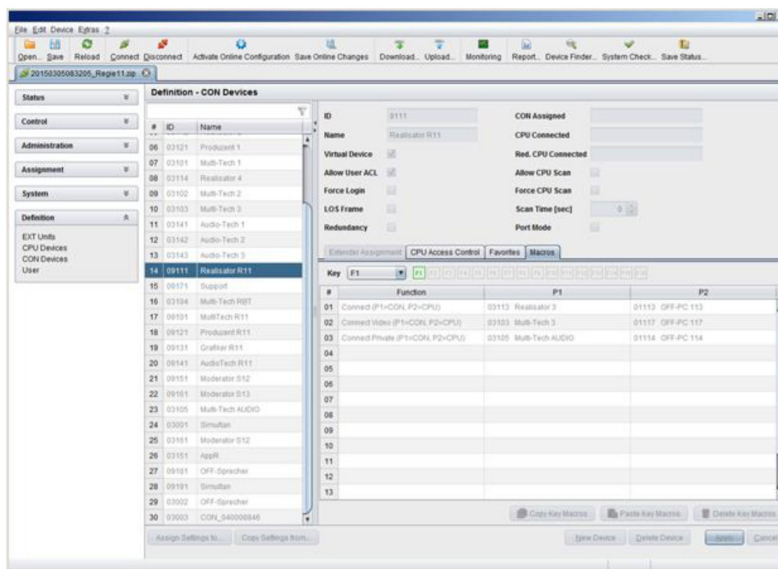 File Edit Device Extras ?
Open... Save Reload Connect Disconnect Activate Online Configuration Save Online Changes Download... Upload... Monitoring Report... Device Finder... System Check... Save Status...
20150305083205_Regie11.zip
Status
Control
Administration
Assignment
System
Definition
EXT Units
CPU Devices
CON Devices
User
Definition - CON Devices
# ID Name
06 03121 Produzent 1
07 03101 Multi-Tech 1
08 03114 Realisator 4
09 03102 Multi-Tech 2
10 03103 Multi-Tech 3
11 03141 Audio-Tech 1
12 03142 Audio-Tech 2
13 03143 Audio-Tech 3
14 09111 Realisator R11
15 09171 Support
16 03104 Multi-Tech RBT
17 09101 MultiTech R11
18 09121 Produzent R11
19 09131 Grafiker R11
20 09141 AudioTech R11
21 09151 Moderator S12
22 09161 Moderator S13
23 03105 Multi-Tech AUDIO
24 03001 Simultan
25 03161 Moderator S12
26 03151 AppR
27 09181 OFF-Sprecher
28 09191 Simultan
29 03002 OFF-Sprecher
30 03003 CON_040008846
Assign Settings to... Copy Settings from...
ID 9111 CON Assigned
Name Realisator R11 CPU Connected
Virtual Device Red. CPU Connected
Allow User ACL Allow CPU Scan
Force Login Force CPU Scan
LOS Frame Scan Time [sec] 0
Redundancy Port Mode
Extender Assignment CPU Access Control Favorites Macros
Key F1 F1
# Function P1 P2
01 Connect (P1=CON, P2=CPU) 03113 Realisator 3 01113 OFF-PC 113
02 Connect Video (P1=CON, P2=CPU) 03103 Multi-Tech 3 01117 OFF-PC 117
03 Connect Private (P1=CON, P2=CPU) 03105 Multi-Tech AUDIO 01114 OFF-PC 114
04
05
06
07
08
09
10
11
12
13
Copy Key Macros Paste Key Macros Delete Key Macros
New Device Delete Device Apply Cancel